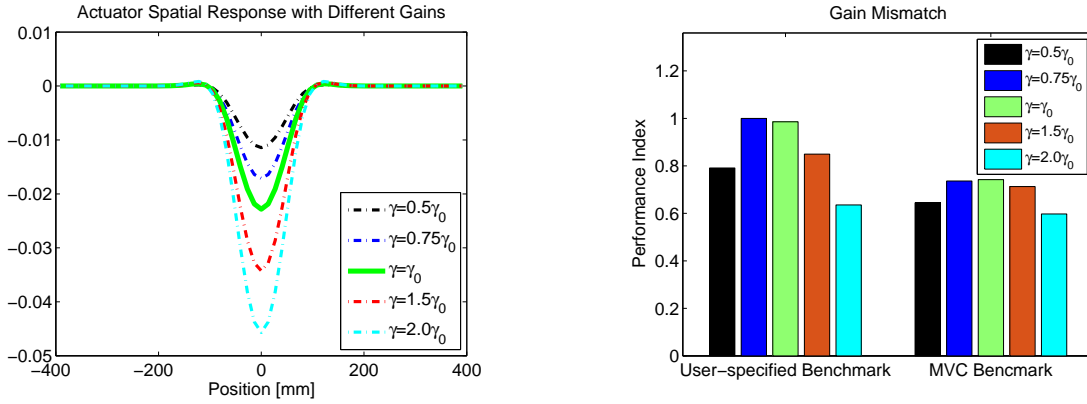 Actuator Spatial Response with Different Gains
0.01
0
−0.01
−0.02
−0.03
−0.04
−0.05
−400
−200
0
200
400
Position [mm]
γ=0.5γ0
γ=0.75γ0
γ=γ0
γ=1.5γ0
γ=2.0γ0
Gain Mismatch
Performance Index
1.2
1
0.8
0.6
0.4
0.2
0
User−specified Benchmark
MVC Bencmark
γ=0.5γ0
γ=0.75γ0
γ=γ0
γ=1.5γ0
γ=2.0γ0